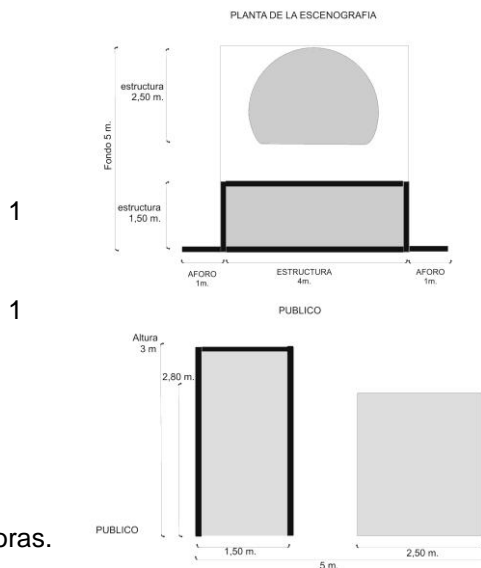 PLANTA DE LA ESCENOGRAFIA
estructura
2,50 m.
Fondo 5 m.
1
estructura
1,50 m.
AFORO
1m.
ESTRUCTURA
4m.
AFORO
1m.
1
PUBLICO
Altura
3 m
2,80 m.
oras.
PUBLICO
1,50 m.
2,50 m.
5 m.